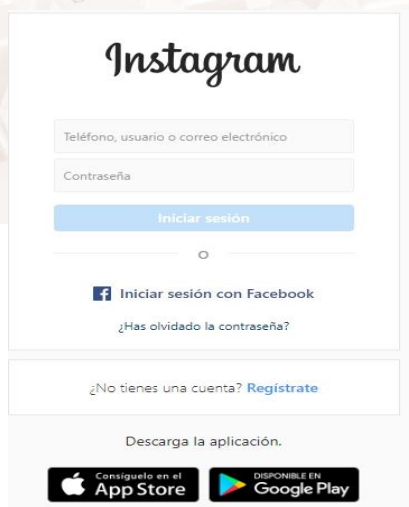 Instagram
Teléfono, usuario o correo electrónico
Contraseña
Iniciar sesión
O
Iniciar sesión con Facebook
¿Has olvidado la contraseña?
¿No tienes una cuenta? Regístrate
Descarga la aplicación.
Consíguelo en el
App Store
DISPONIBLE EN
Google Play